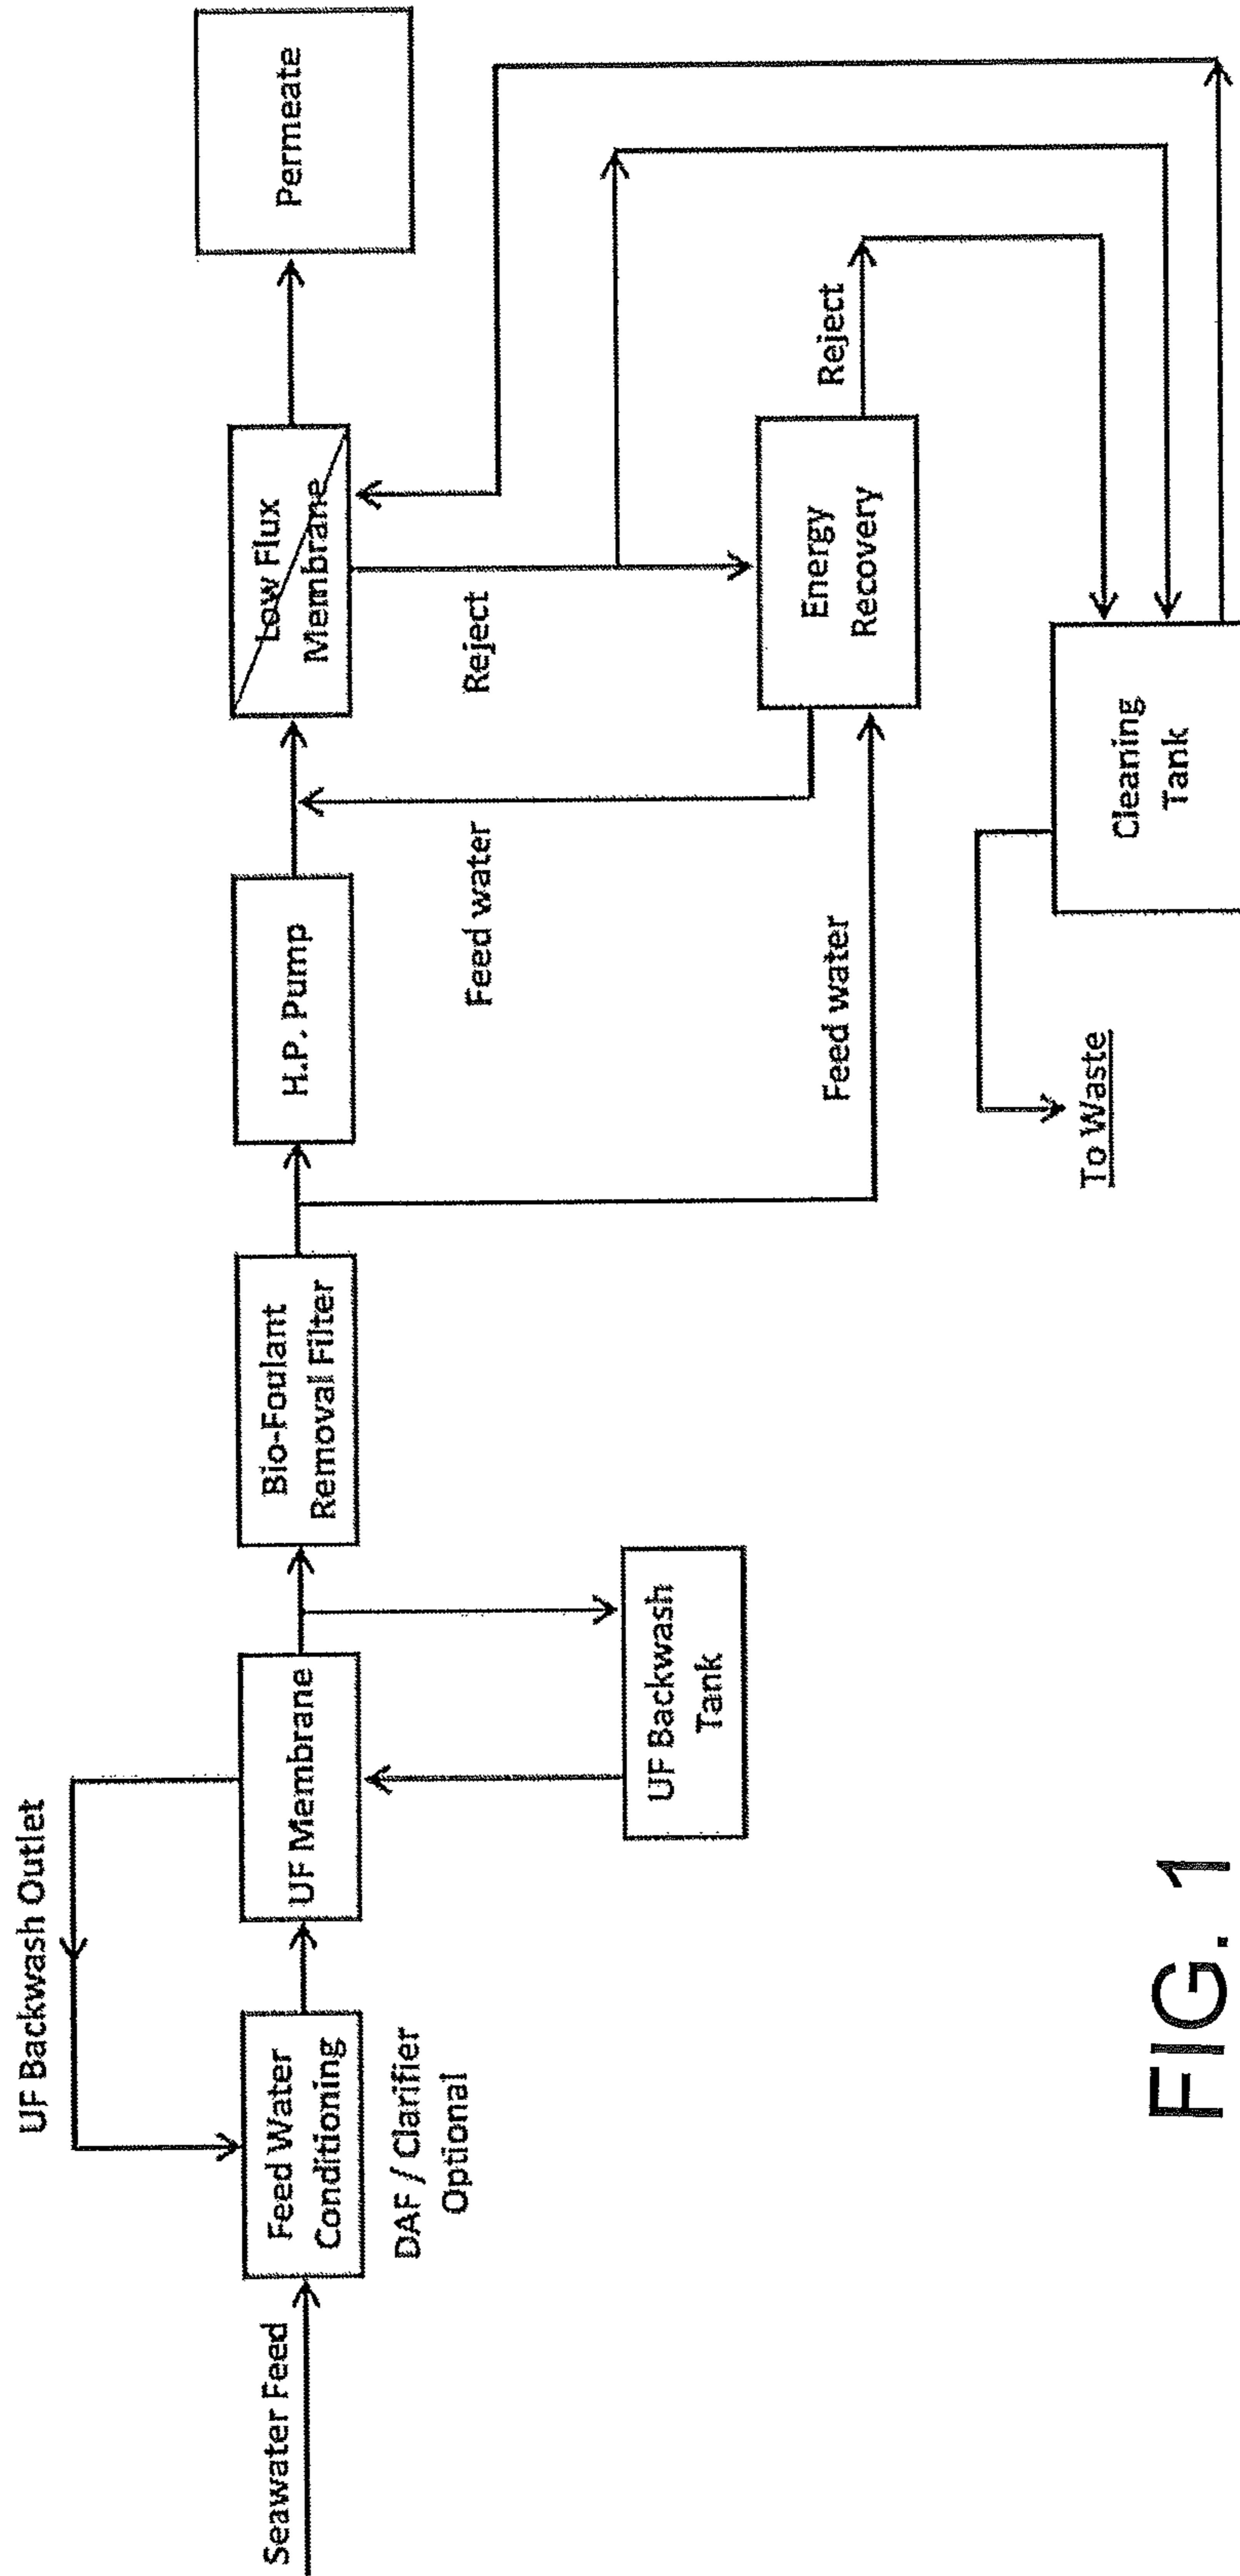 UF Backwash Outlet
Seawater Feed
Feed Water
Conditioning
DAF / Clarifier
Optional
UF Membrane
UF Backwash
Tank
Bio-Foulant
Removal Filter
H.P. Pump
Feed water
Feed water
Low Flux
Membrane
Reject
Permeate
Energy
Recovery
Reject
Cleaning
Tank
To Waste
FIG. 1